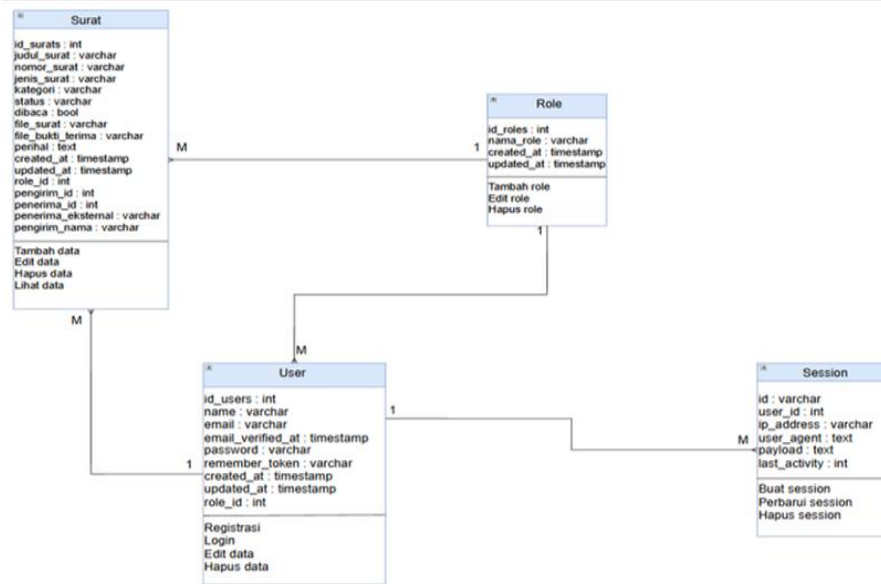 Surat
id_surats : int
judul_surat : varchar
nomor_surat : varchar
jenis_surat : varchar
kategori : varchar
status : varchar
dibaca : bool
file_surat : varchar
file_bukti_terima : varchar
perihal : text
created_at : timestamp
updated_at : timestamp
role_id : int
pengirim_id : int
penerima_id : int
penerima_eksternal : varchar
pengirim_nama : varchar
Tambah data
Edit data
Hapus data
Lihat data
M
1
Role
id_roles : int
nama_role : varchar
created_at : timestamp
updated_at : timestamp
Tambah role
Edit role
Hapus role
1
M
M
1
User
id_users : int
name : varchar
email : varchar
email_verified_at : timestamp
password : varchar
remember_token : varchar
created_at : timestamp
updated_at : timestamp
role_id : int
Registrasi
Login
Edit data
Hapus data
1
M
Session
id : varchar
user_id : int
ip_address : varchar
user_agent : text
payload : text
last_activity : int
Buat session
Perbarui session
Hapus session